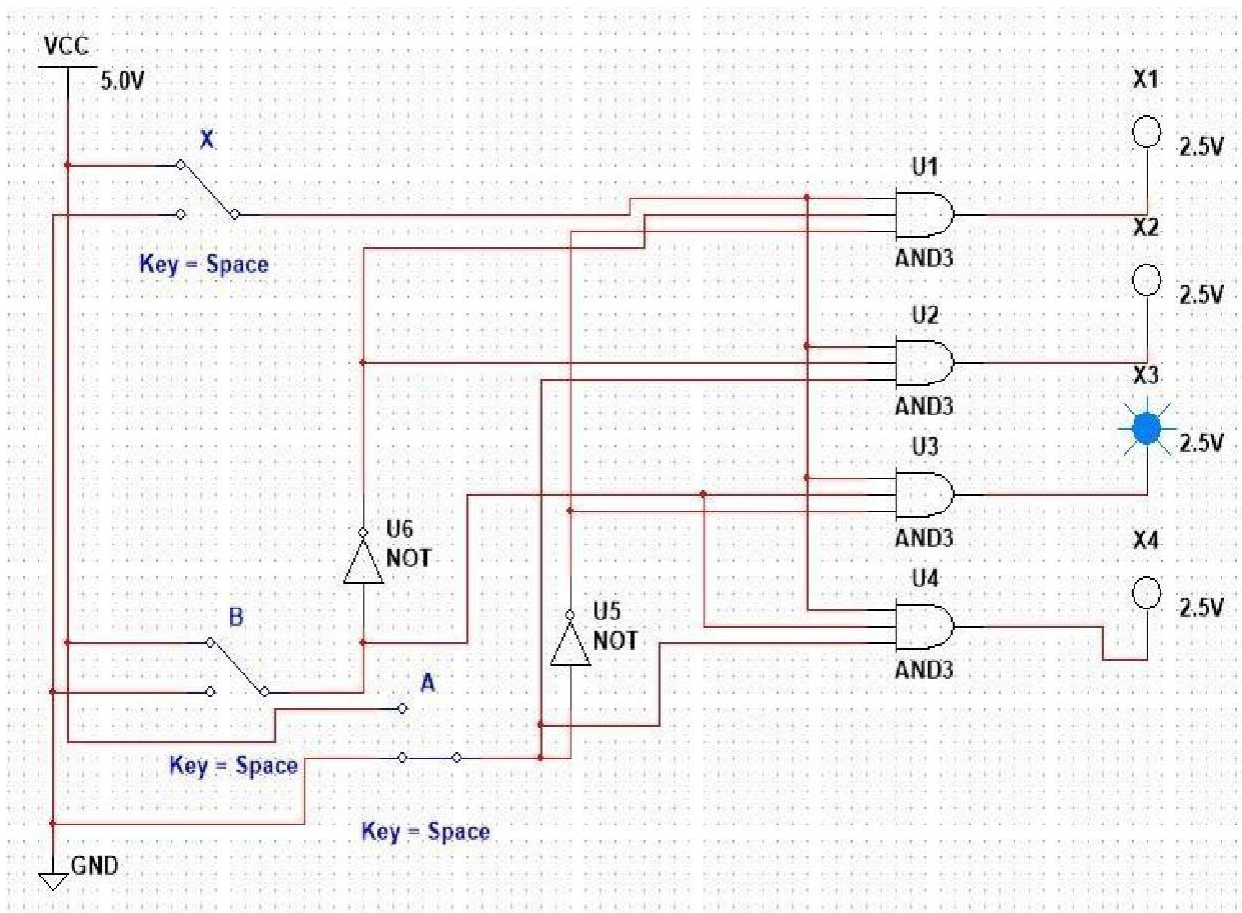 VCC
5.0V
X1
X
2.5V
U1
X2
Key = Space
AND3
2.5V
U2
X3
AND3
2.5V
U3
U6
NOT
AND3
X4
U4
2.5V
B
U5
NOT
A
AND3
Key = Space
Key = Space
GND